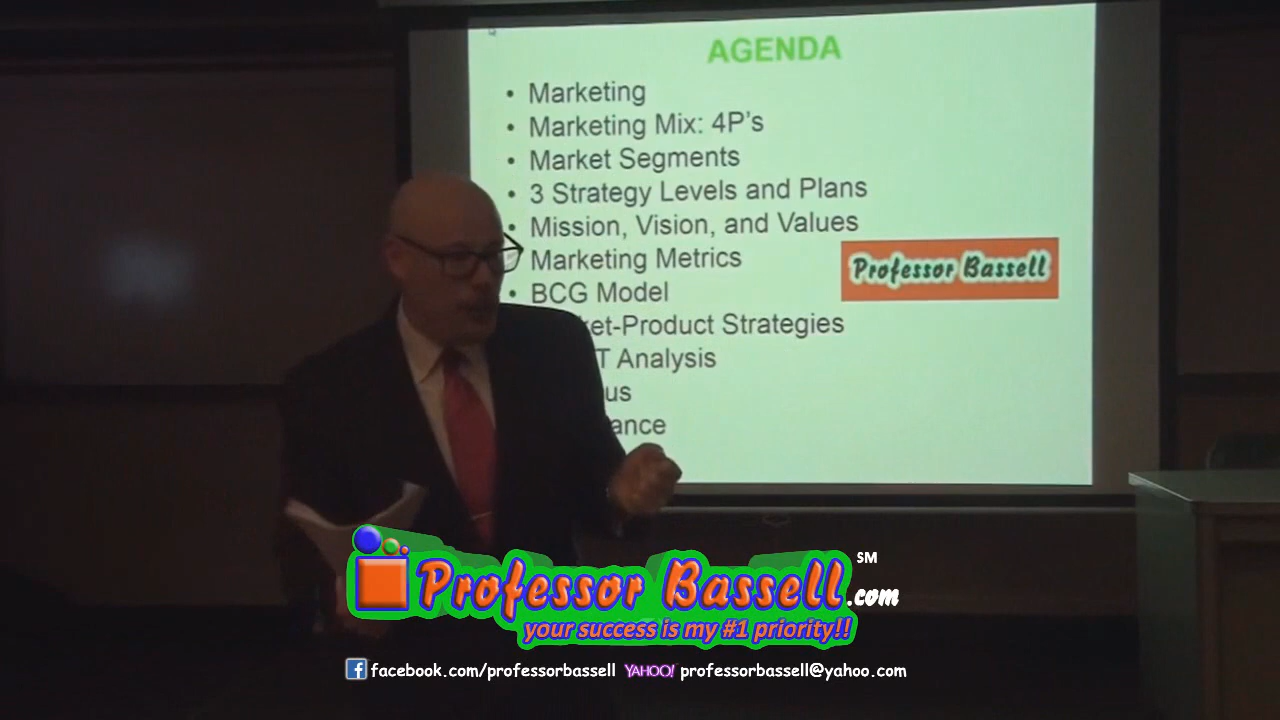 AGENDA
• Marketing
• Marketing Mix: 4P's
• Market Segments
• 3 Strategy Levels and Plans
• Mission, Vision, and Values
Marketing Metrics
Professor Bassell
• BCG Model
ket-Product Strategies
T Analysis
us
ance
Professor Bassell.com SM
your success is my #1 priority!!
facebook.com/professorbassell YAHOO! professorbassell@yahoo.com